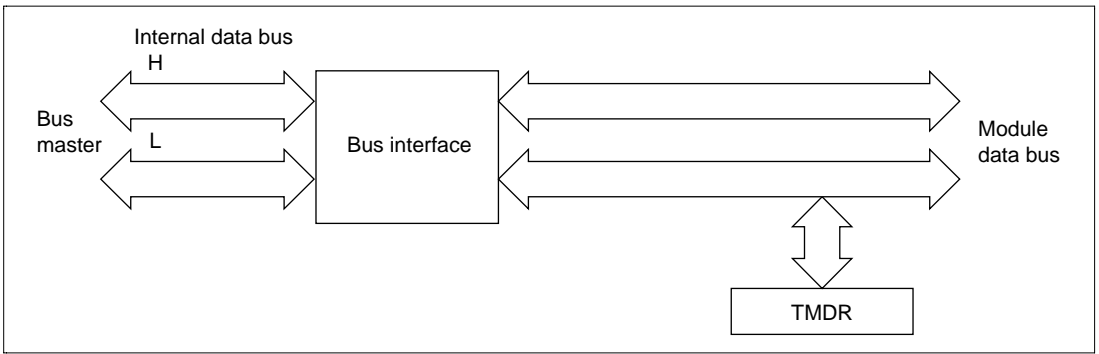 Internal data bus
H
Bus
master
L
Bus interface
Module
data bus
TMDR